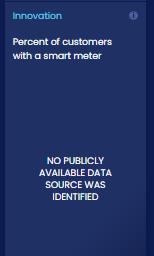 Innovation
Percent of customers
with a smart meter
NO PUBLICLY
AVAILABLE DATA
SOURCE WAS
IDENTIFIED